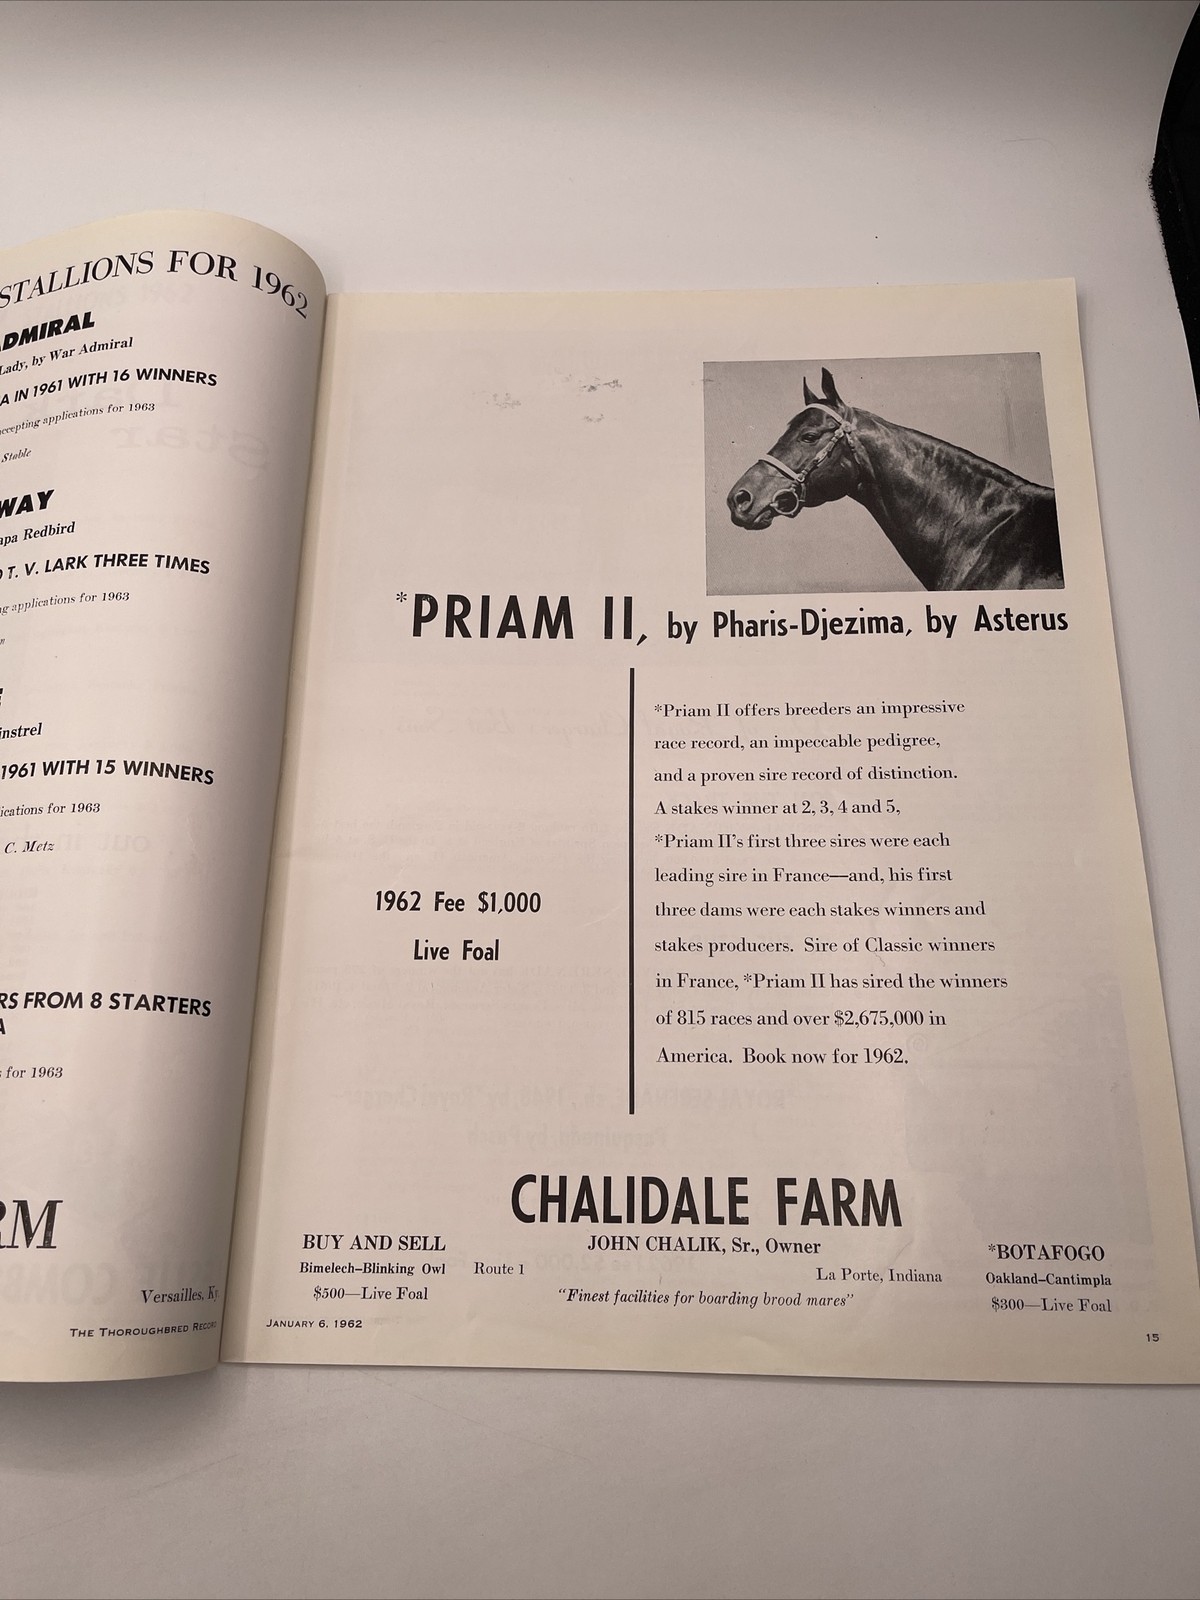 STALLIONS FOR 1962
ADMIRAL
Lady, by War Admiral
IN 1961 WITH 16 WINNERS
accepting applications for 1963
Stable
WAY
Redbird
T. V. LARK THREE TIMES
applications for 1963
1961 WITH 15 WINNERS
for 1963
C. Metz
FROM 8 STARTERS
for 1963
Versailles,
THE THOROUGHBRED RECORD
*PRIAM II, by Pharis-Djezima, by Asterus
1962 Fee $1,000
Live Foal
*Priam II offers breeders an impressive
race record, an impeccable pedigree,
and a proven sire record of distinction.
A stakes winner at 2, 3, 4 and 5,
*Priam II's first three sires were each
leading sire in France—and, his first
three dams were each stakes winners and
stakes producers. Sire of Classic winners
in France, *Priam II has sired the winners
of 815 races and over $2,675,000 in
America. Book now for 1962.
CHALIDALE FARM
JOHN CHALIK, Sr., Owner
Route 1
La Porte, Indiana
"Finest facilities for boarding brood mares"
BUY AND SELL
Bimelech–Blinking Owl
$500—Live Foal
*BOTAFOGO
Oakland–Cantimpla
$300—Live Foal
JANUARY 6, 1962
15